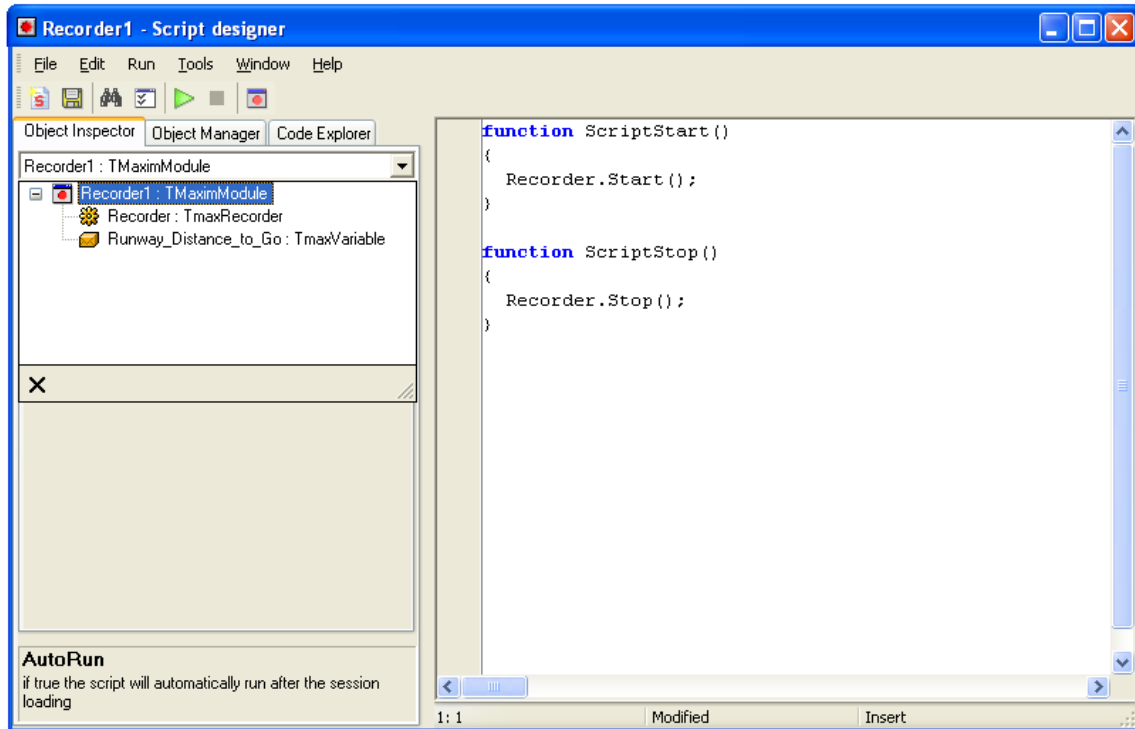 Recorder1 - Script designer
File Edit Run Tools Window Help
Object Inspector Object Manager Code Explorer
Recorder1 : TMaximModule
Recorder1 : TMaximModule
Recorder : TmaxRecorder
Runway_Distance_to_Go : TmaxVariable
AutoRun
if true the script will automatically run after the session
loading
function ScriptStart()
{
Recorder.Start();
}
function ScriptStop()
{
Recorder.Stop();
}
1: 1 Modified Insert